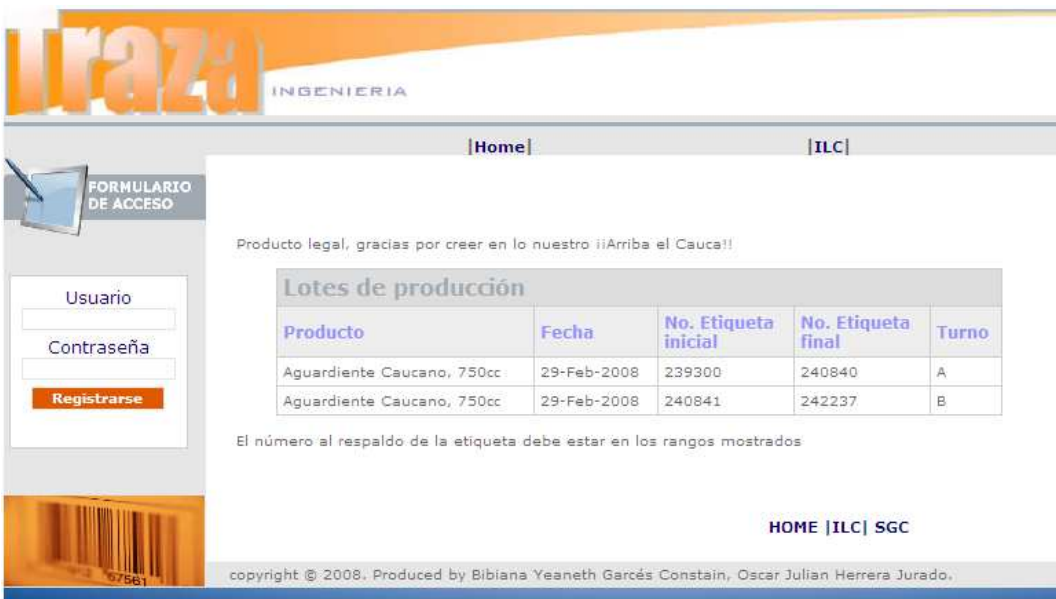 Traza
INGENIERIA
|Home| |ILC|
FORMULARIO
DE ACCESO
Usuario
Contraseña
Registrarse
Producto legal, gracias por creer en lo nuestro ¡¡Arriba el Cauca!!
Lotes de producción
Producto Fecha No. Etiqueta inicial No. Etiqueta final Turno
Aguardiente Caucano, 750cc 29-Feb-2008 239300 240840 A
Aguardiente Caucano, 750cc 29-Feb-2008 240841 242237 B
El número al respaldo de la etiqueta debe estar en los rangos mostrados
67561
HOME |ILC| SGC
copyright © 2008. Produced by Bibiana Yeaneth Garcés Constain, Oscar Julian Herrera Jurado.